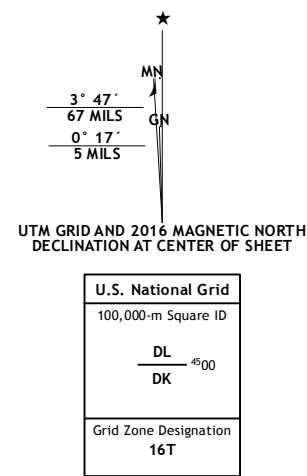 ★
MN
3° 47´
67 MILS
GN
0° 17´
5 MILS
UTM GRID AND 2016 MAGNETIC NORTH
DECLINATION AT CENTER OF SHEET
U.S. National Grid
100,000-m Square ID
DL
4500
DK
Grid Zone Designation
16T